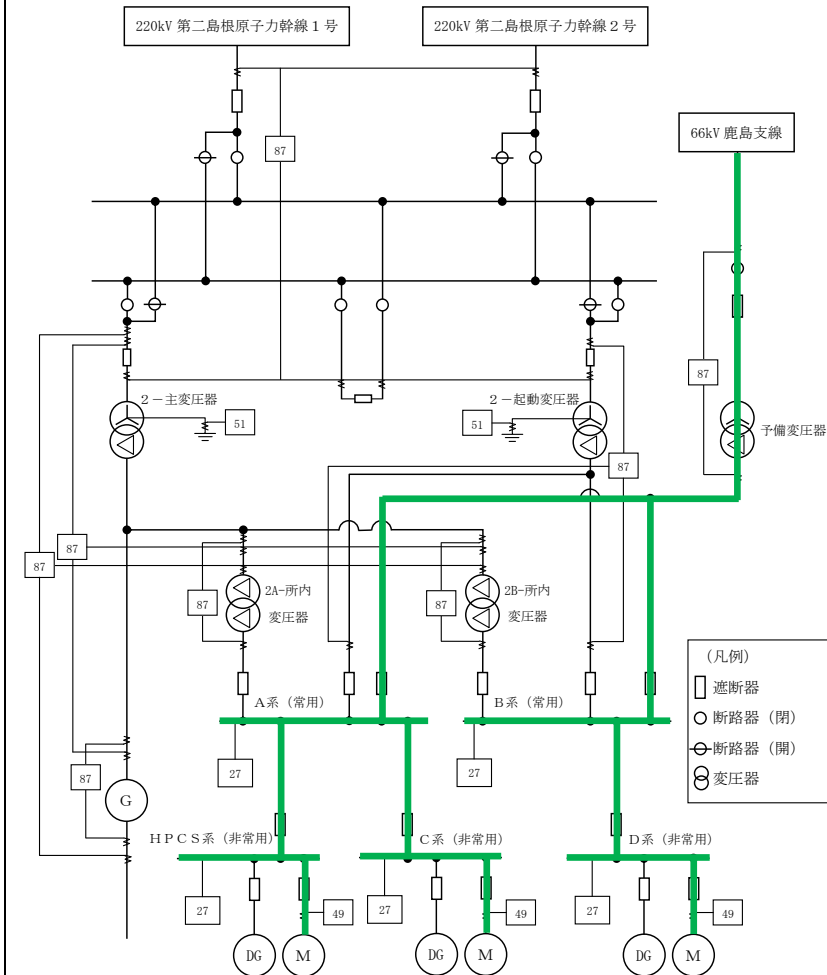 220kV 第二島根原子力幹線1号
220kV 第二島根原子力幹線2号
66kV 鹿島支線
87
87
2-主変圧器
51
2-起動変圧器
51
予備変圧器
87
87
87
87
2A-所内
変圧器
87
2B-所内
変圧器
(凡例)
遮断器
断路器(閉)
断路器(開)
変圧器
A系(常用)
B系(常用)
27
27
87
G
HPCS系(非常用)
C系(非常用)
D系(非常用)
27
49
27
49
27
49
DG
M
DG
M
DG
M